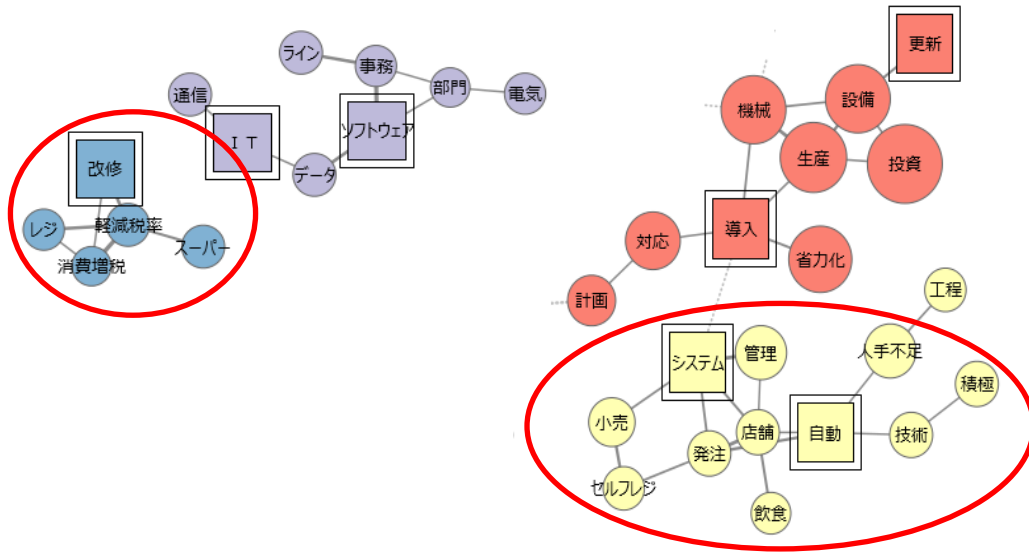 ライン
事務
部門
電気
通信
ソフトウェア
ＩＴ
データ
改修
レジ
軽減税率
スーパー
消費増税
更新
機械
設備
生産
投資
導入
対応
省力化
計画
工程
システム
管理
人手不足
積極
小売
店舗
自動
技術
発注
セルフレジ
飲食